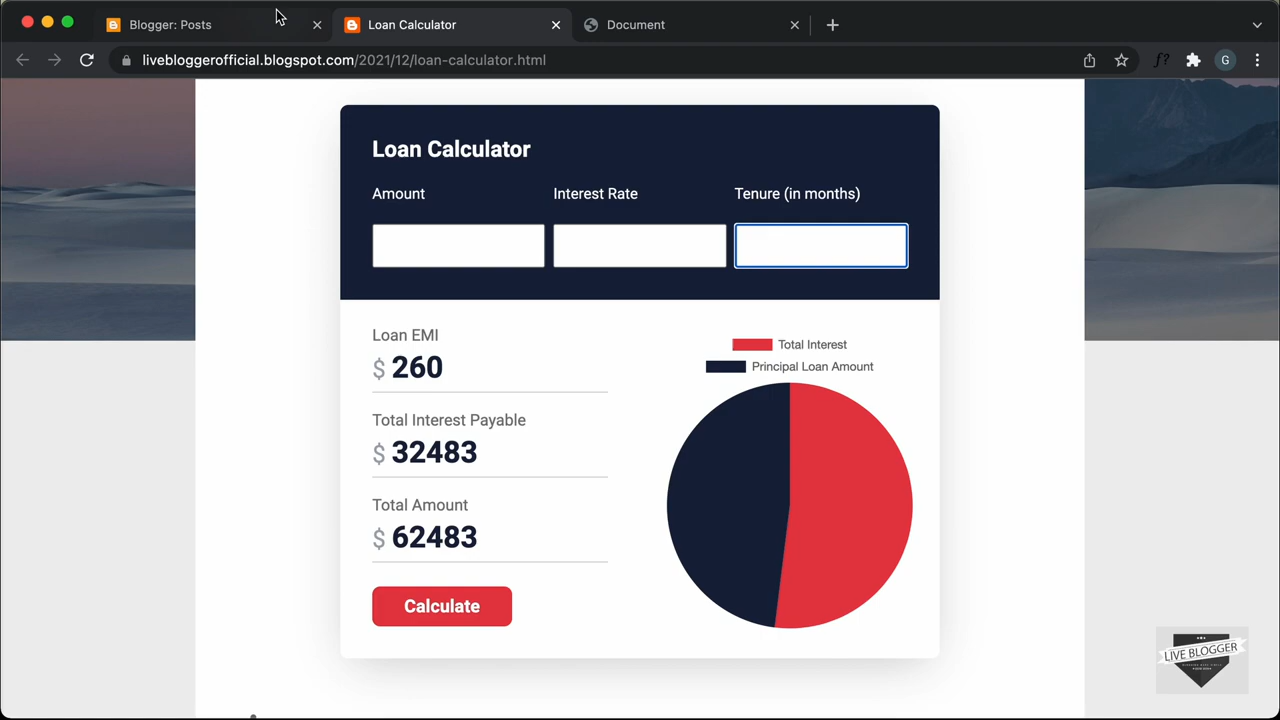 Blogger: Posts
Loan Calculator
Document
livebloggerofficial.blogspot.com/2021/12/loan-calculator.html
f?
G
Loan Calculator
Amount
Interest Rate
Tenure (in months)
Loan EMI
$ 260
Total Interest Payable
$ 32483
Total Amount
$ 62483
Calculate
Total Interest
Principal Loan Amount
LIVE BLOGGER